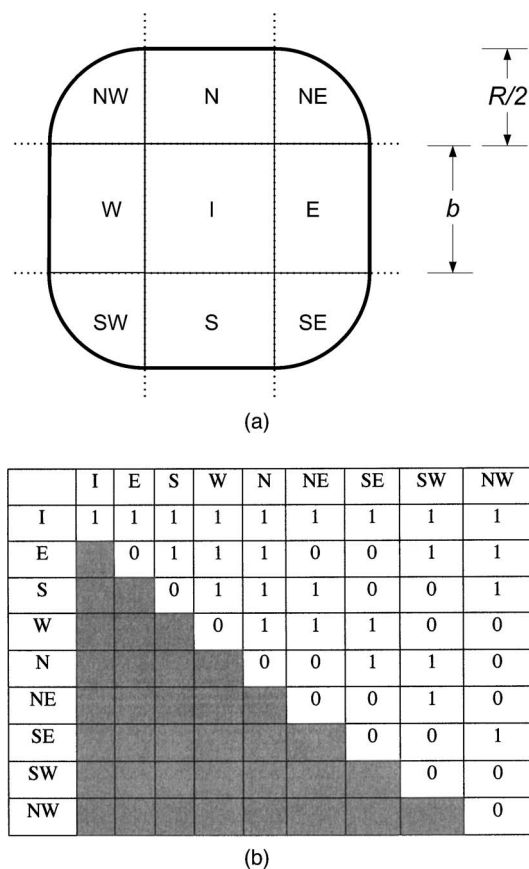 NW N NE
R/2
W I E
b
SW S SE
(a)
I E S W N NE SE SW NW
I 1 1 1 1 1 1 1 1 1
E 0 1 1 1 0 0 1 1
S 0 1 1 1 0 0 1
W 0 1 1 1 0 0
N 0 0 1 1 0
NE 0 0 1 0
SE 0 0 1
SW 0 0
NW 0
(b)